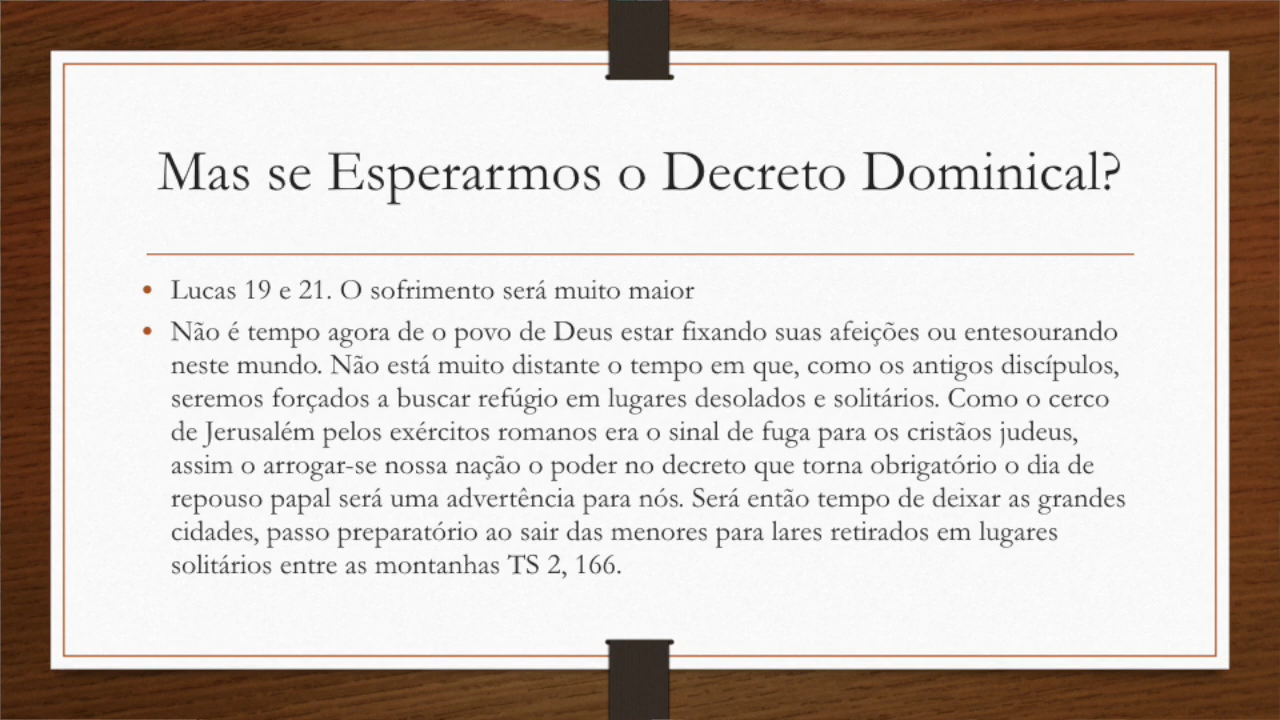 Mas se Esperarmos o Decreto Dominical?
• Lucas 19 e 21. O sofrimento será muito maior
• Não é tempo agora de o povo de Deus estar fixando suas afeições ou entesourando
neste mundo. Não está muito distante o tempo em que, como os antigos discípulos,
seremos forçados a buscar refúgio em lugares desolados e solitários. Como o cerco
de Jerusalém pelos exércitos romanos era o sinal de fuga para os cristãos judeus,
assim o arrogar-se nossa nação o poder no decreto que torna obrigatório o dia de
repouso papal será uma advertência para nós. Será então tempo de deixar as grandes
cidades, passo preparatório ao sair das menores para lares retirados em lugares
solitários entre as montanhas TS 2, 166.